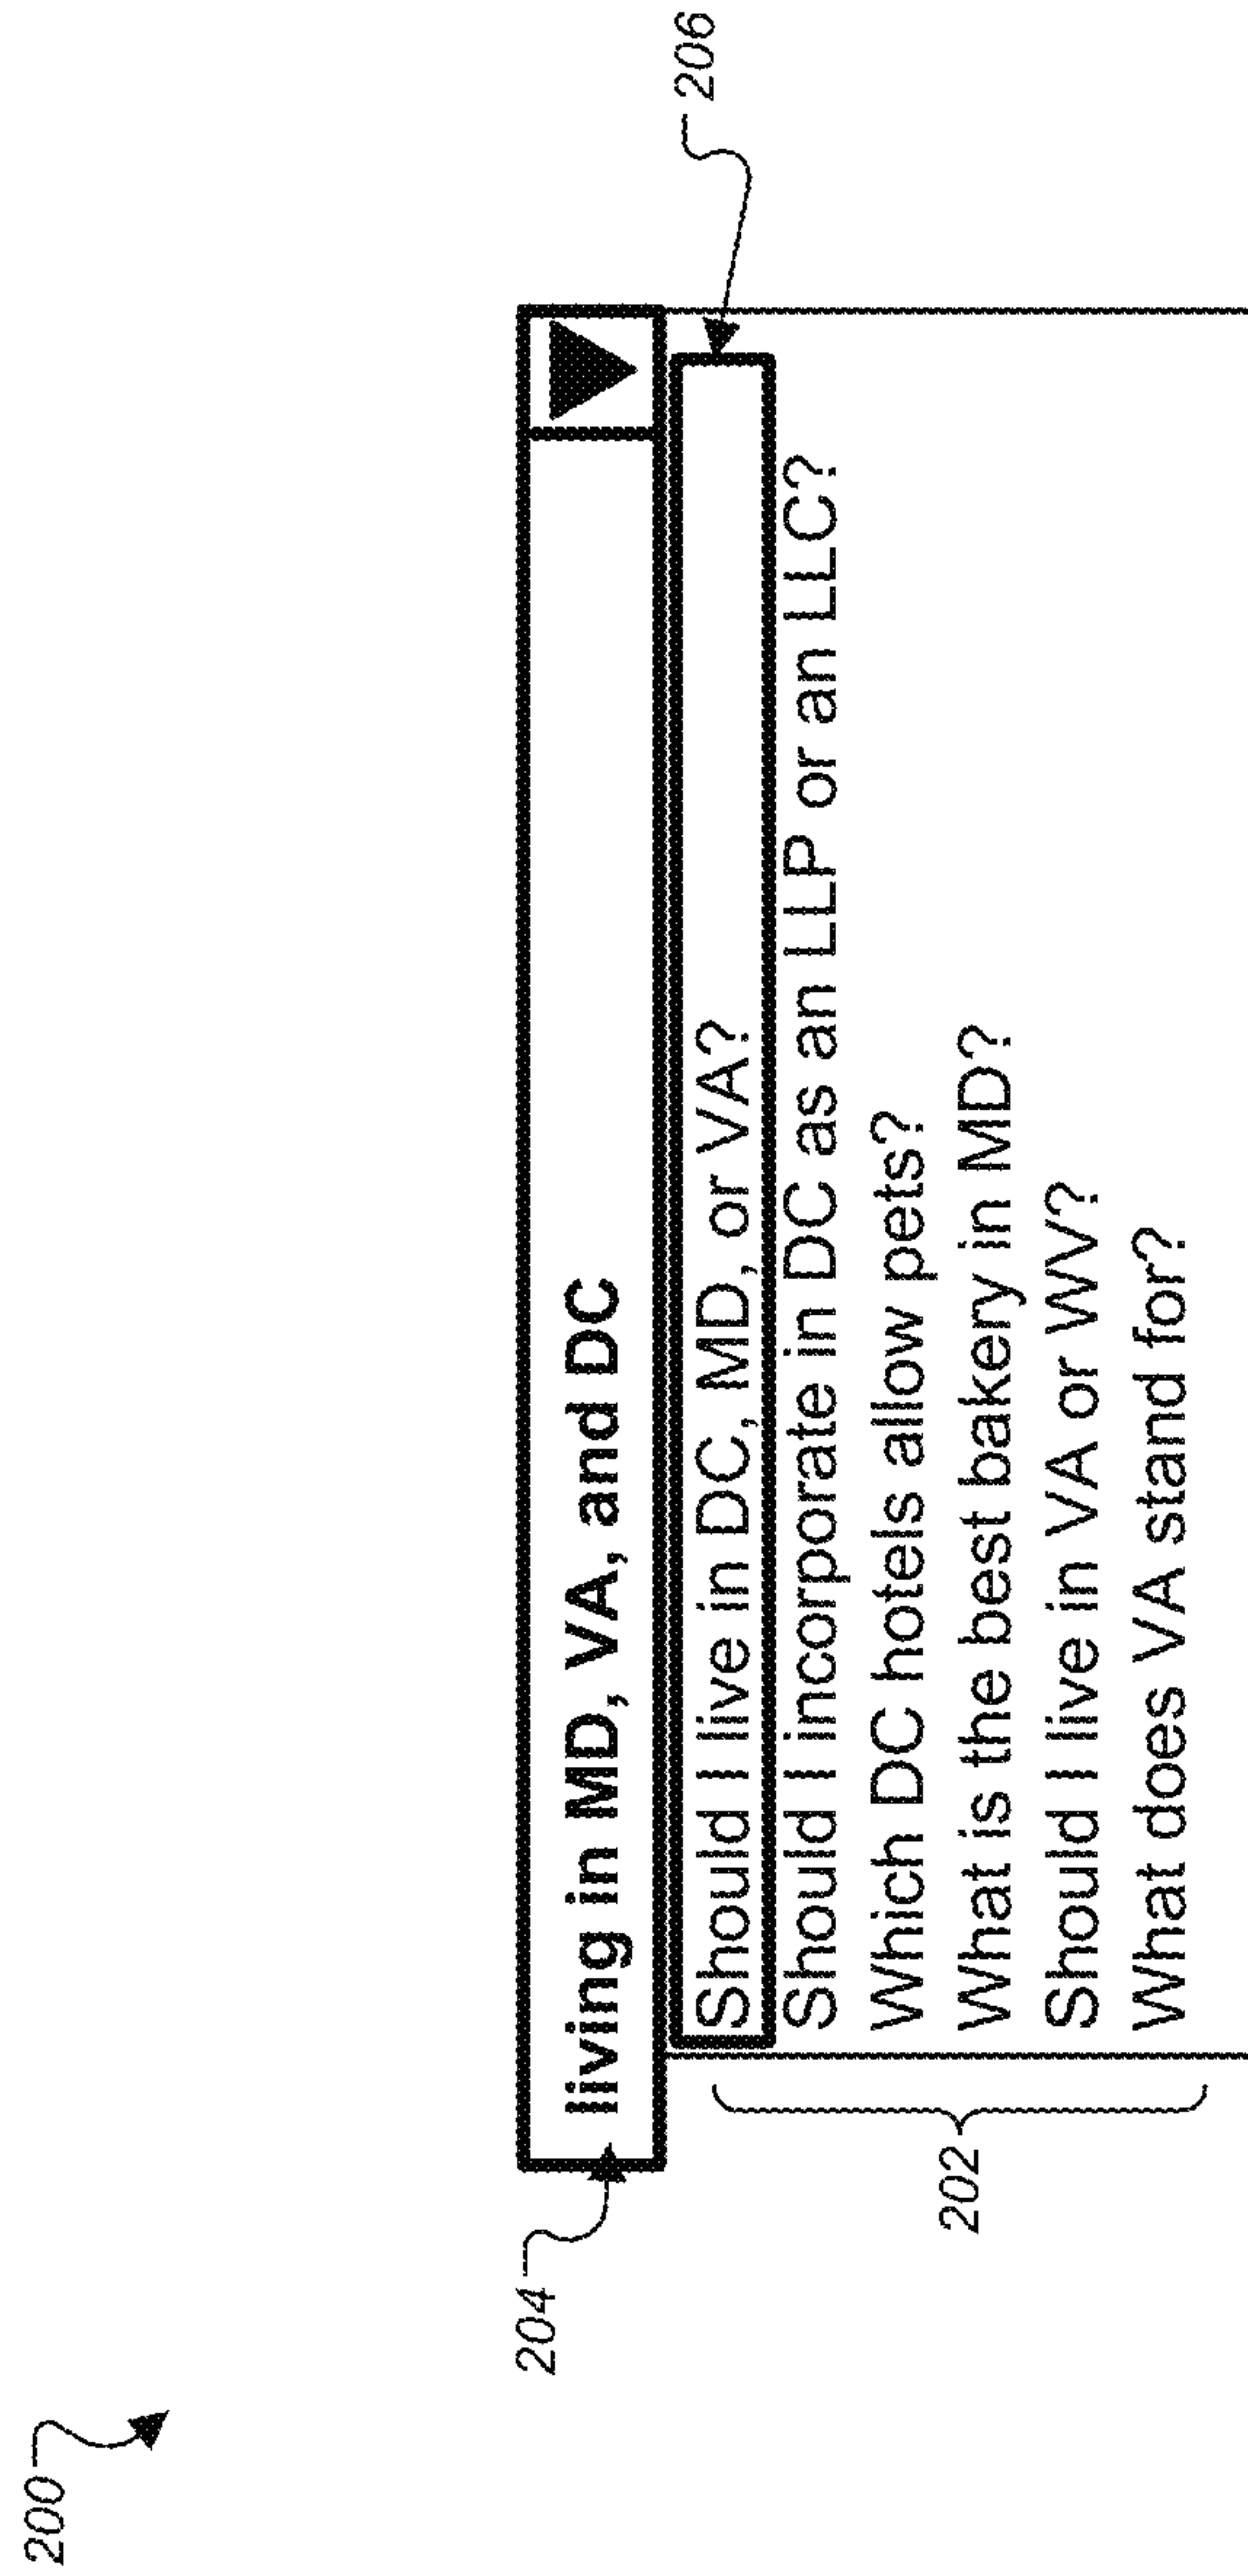 200
204
living in MD, VA, and DC
206
Should I live in DC, MD, or VA?
Should I incorporate in DC as an LLP or an LLC?
Which DC hotels allow pets?
What is the best bakery in MD?
Should I live in VA or WV?
What does VA stand for?
202